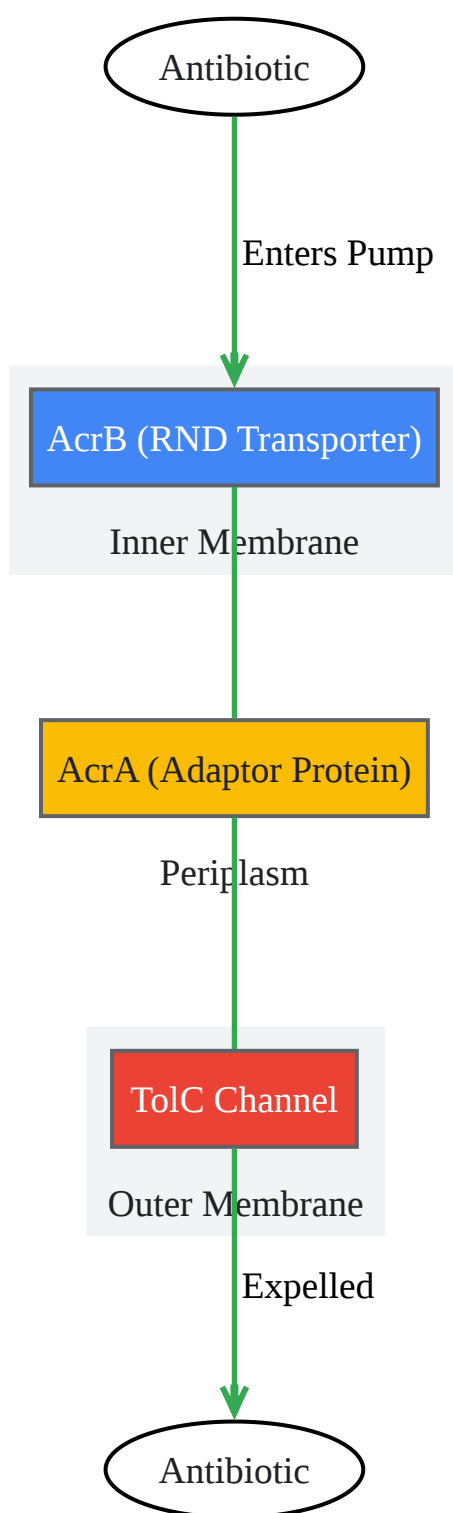 Antibiotic
Enters Pump
AcrB (RND Transporter)
Inner Membrane
AcrA (Adaptor Protein)
Periplasm
TolC Channel
Outer Membrane
Expelled
Antibiotic